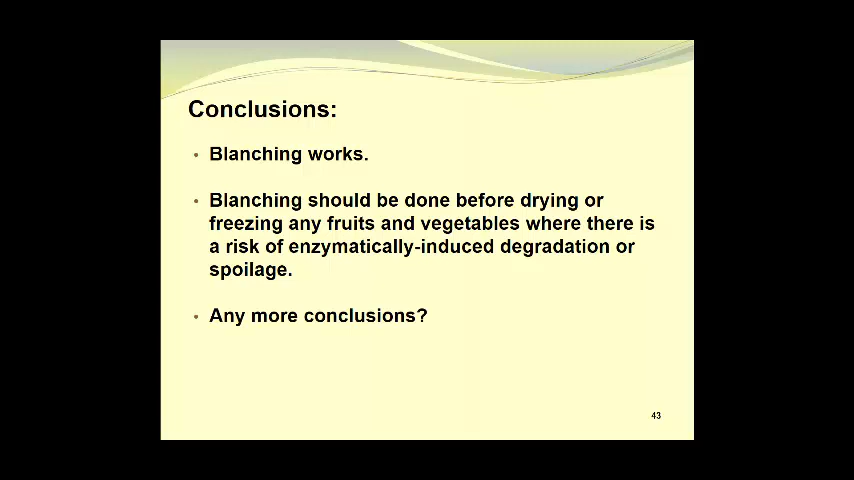 Conclusions:
• Blanching works.
• Blanching should be done before drying or
freezing any fruits and vegetables where there is
a risk of enzymatically-induced degradation or
spoilage.
• Any more conclusions?
43